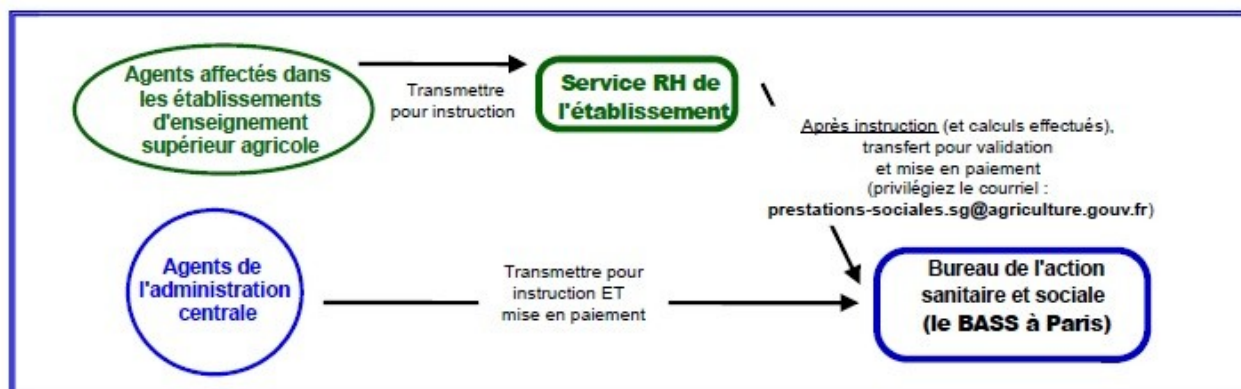 Agents affectés dans
les établissements
d'enseignement
supérieur agricole
Transmettre
pour instruction
Service RH de
l'établissement
Après instruction (et calculs effectués),
transfert pour validation
et mise en paiement
(privilégiez le courriel :
prestations-sociales.sg@agriculture.gouv.fr)
Agents de
l'administration
centrale
Transmettre pour
instruction ET
mise en paiement
Bureau de l'action
sanitaire et sociale
(le BASS à Paris)